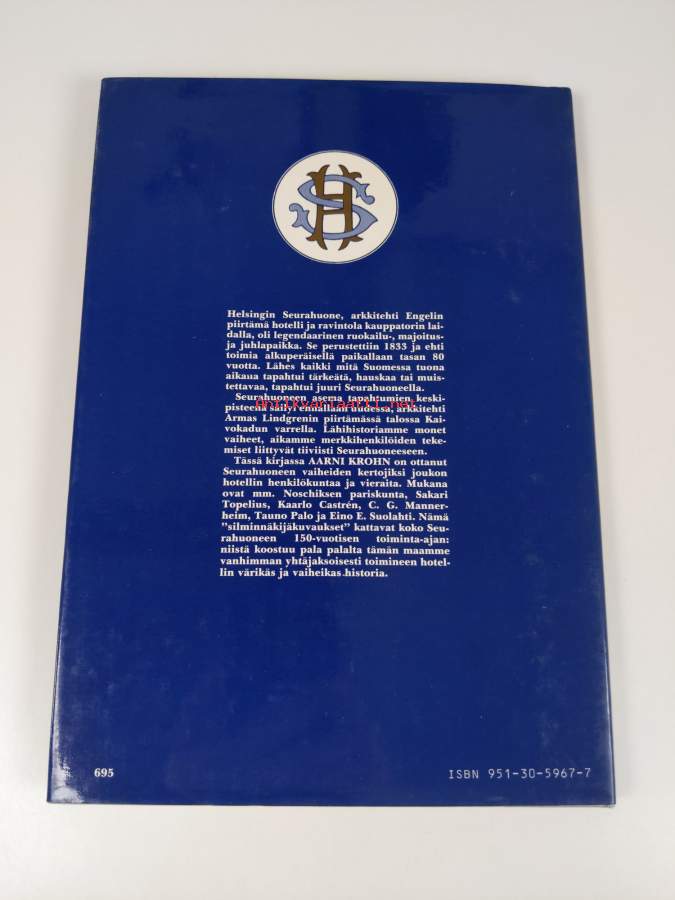 HS
Helsingin Seurahuone, arkkitehti Engelin
piirtämä hotelli ja ravintola kauppatorin lai-
dalla, oli legendaarinen ruokailu-, majoitus-
ja juhlapaikka. Se perustettiin 1833 ja ehti
toimia alkuperäisellä paikallaan tasan 80
vuotta. Lähes kaikki mitä Suomessa tuona
aikana tapahtui tärkeätä, hauskaa tai muis-
tettavaa, tapahtui juuri Seurahuoneella.
Seurahuoneen asema tapahtumien keski-
antikvariaatti.net
pisteenä säilyi ennallaan uudessa, arkkitehti
Armas Lindgrenin piirtämässä talossa Kai-
vokadun varrella. Lähihistoriamme monet
vaiheet, aikamme merkkihenkilöiden teke-
miset liittyvät tiiviisti Seurahuoneeseen.
Tässä kirjassa AARNI KROHN on ottanut
Seurahuoneen vaiheiden kertojiksi joukon
hotellin henkilökuntaa ja vieraita. Mukana
ovat mm. Noschiksen pariskunta, Sakari
Topelius, Kaarlo Castrén, C. G. Manner-
heim, Tauno Palo ja Eino E. Suolahti. Nämä
"silminnäkijäkuvaukset" kattavat koko Seu-
rahuoneen 150-vuotisen toiminta-ajan:
niistä koostuu pala palalta tämän maamme
vanhimman yhtäjaksoisesti toimineen hotel-
lin värikäs ja vaiheikas historia.
695
ISBN 951-30-5967-7